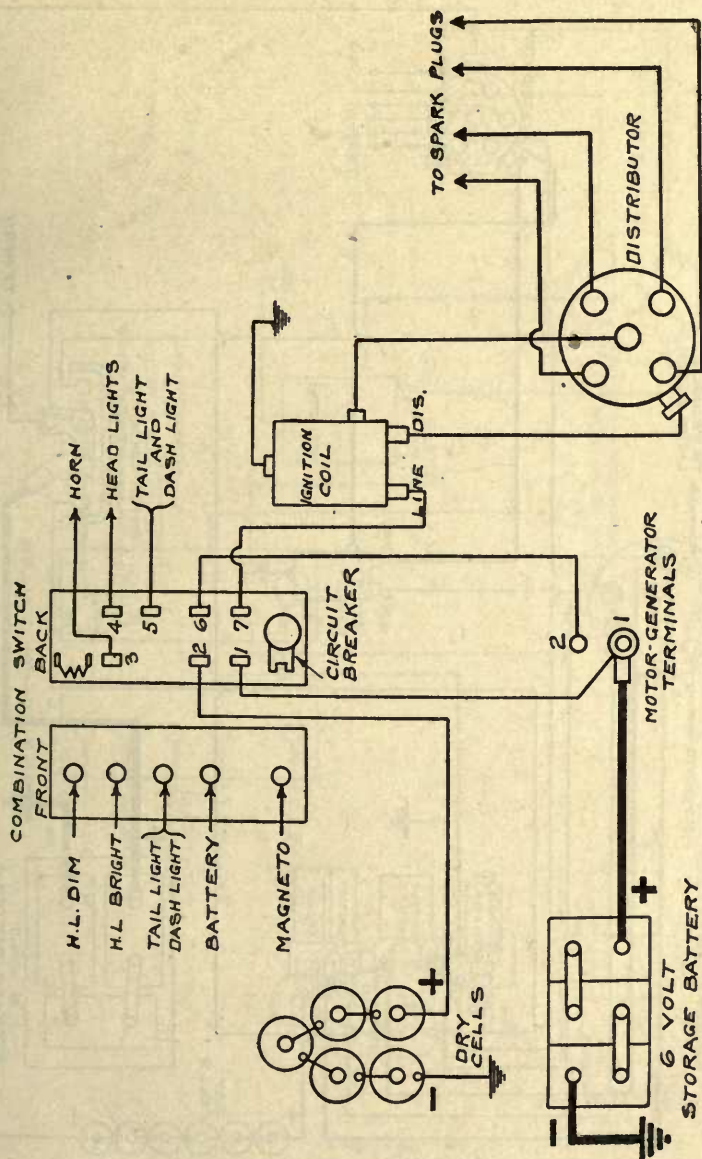 COMBINATION SWITCH
FRONT
BACK
H.L. DIM
H.L BRIGHT
TAIL LIGHT
DASH LIGHT
BATTERY
MAGNETO
3
4
5
2
6
1
7
CIRCUIT
BREAKER
HORN
HEAD LIGHTS
TAIL LIGHT
AND
DASH LIGHT
IGNITION
COIL
LINE
DIS.
TO SPARK PLUGS
DISTRIBUTOR
+
-
DRY
CELLS
2
1
MOTOR-GENERATOR
TERMINALS
-
+
6 VOLT
STORAGE BATTERY